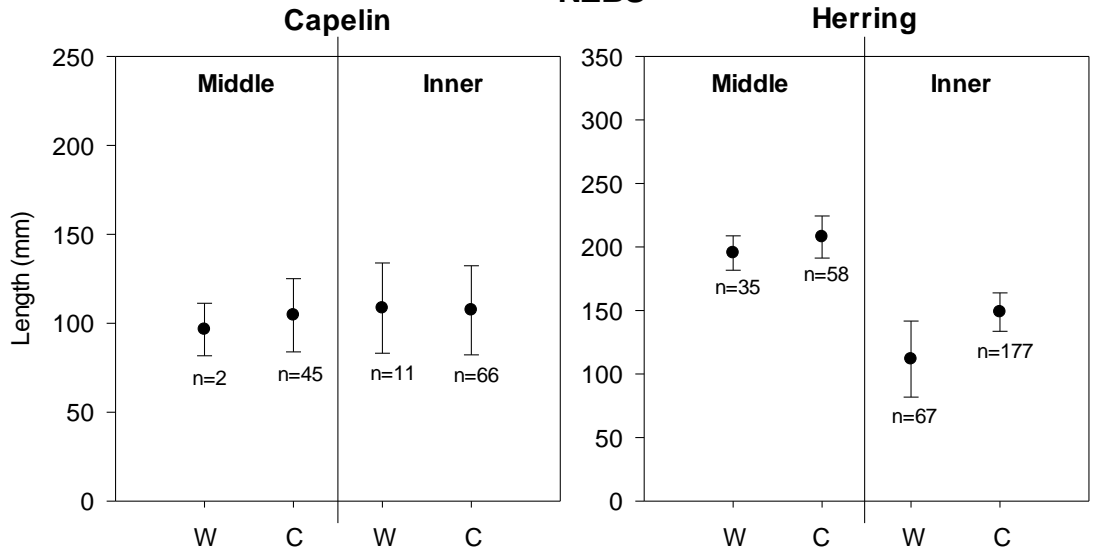 Capelin
Herring
Length (mm)
250
200
150
100
50
0
Middle
Inner
n=2
n=45
n=11
n=66
W
C
W
C
350
300
250
200
150
100
50
0
Middle
Inner
n=35
n=58
n=67
n=177
W
C
W
C